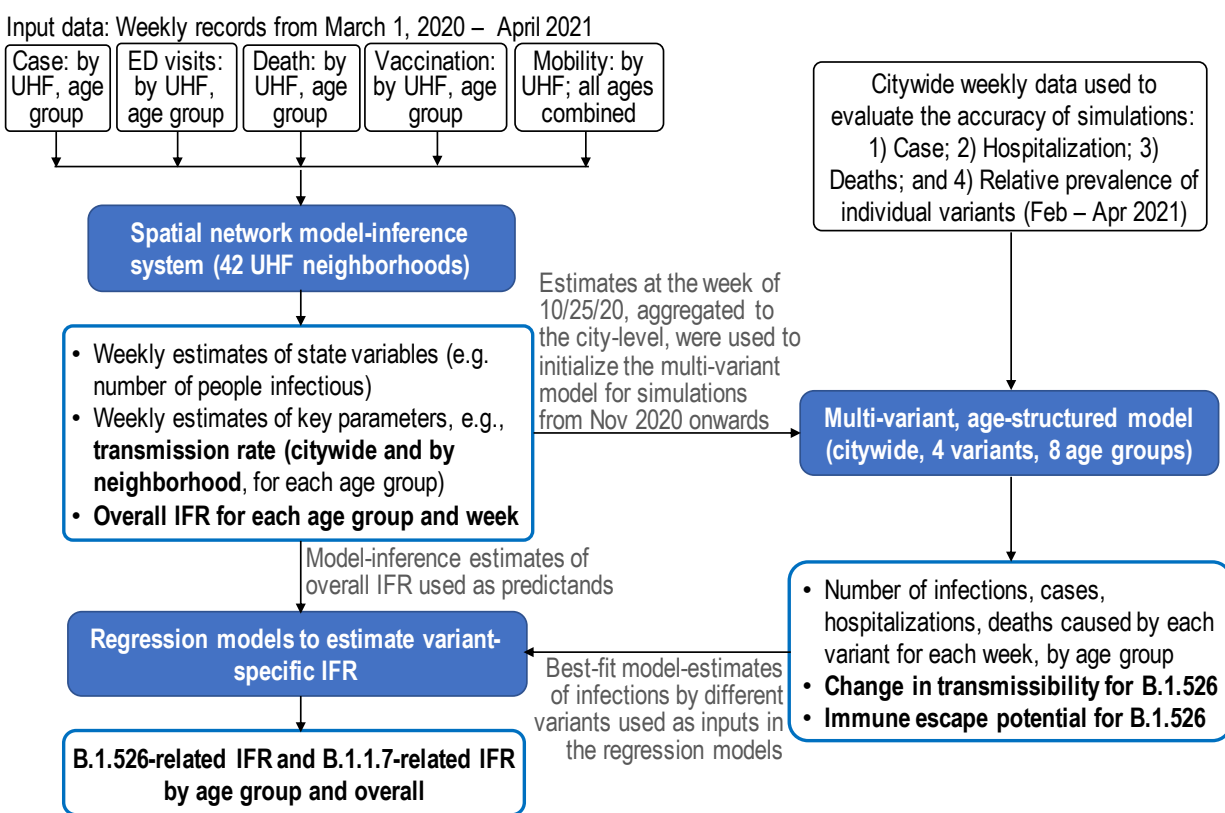 Input data: Weekly records from March 1, 2020 – April 2021
Case: by
UHF, age
group
ED visits:
by UHF,
age group
Death: by
UHF, age
group
Vaccination:
by UHF, age
group
Mobility: by
UHF; all
ages
combined
Citywide weekly data used to
evaluate the accuracy of simulations:
1) Case; 2) Hospitalization; 3)
Deaths; and 4) Relative prevalence of
individual variants (Feb – Apr 2021)
Spatial network model-inference
system (42 UHF neighborhoods)
Estimates at the week of
10/25/20, aggregated to
the city-level, were used to
initialize the multi-variant
model for simulations
from Nov 2020 onwards
• Weekly estimates of state variables (e.g.
number of people infectious)
• Weekly estimates of key parameters, e.g.,
transmission rate (citywide and by
neighborhood, for each age group)
• Overall IFR for each age group and week
Multi-variant, age-structured model
(citywide, 4 variants, 8 age groups)
Model-inference estimates of
overall IFR used as predictands
• Number of infections, cases,
hospitalizations, deaths caused by each
variant for each week, by age group
• Change in transmissibility for B.1.526
• Immune escape potential for B.1.526
Regression models to estimate variant-
specific IFR
Best-fit model-estimates
of infections by different
variants used as inputs in
the regression models
B.1.526-related IFR and B.1.1.7-related IFR
by age group and overall